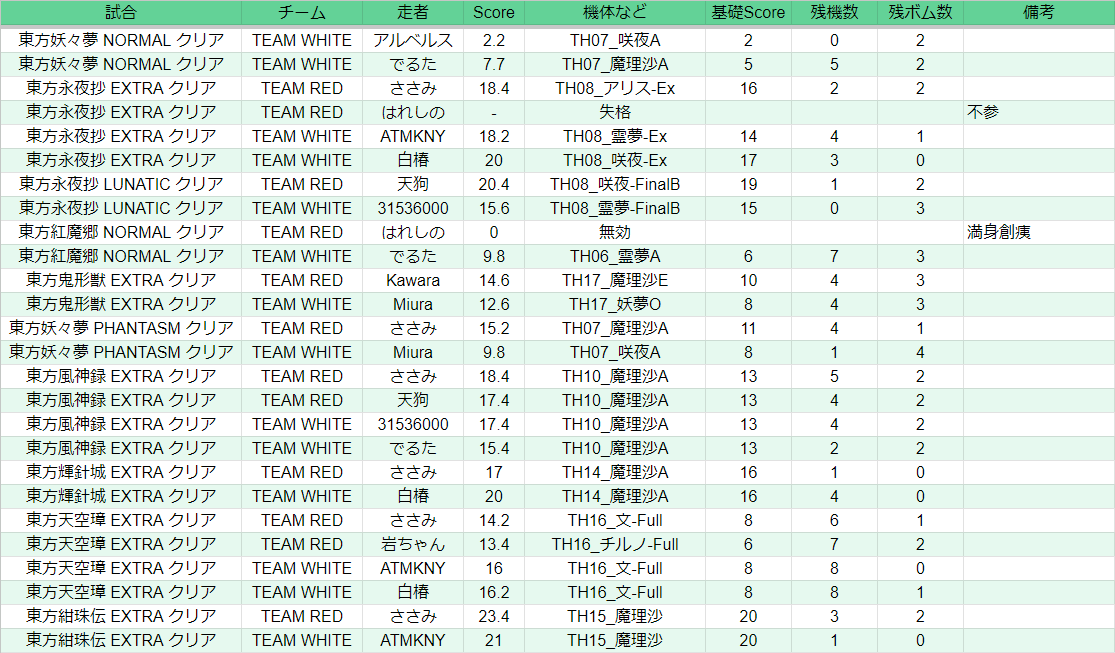 試合 チーム 走者 Score 機体など 基礎Score 残機数 残ボム数 備考
東方妖々夢 NORMAL クリア TEAM WHITE アルベルス 2.2 TH07_咲夜A 2 0 2
東方妖々夢 NORMAL クリア TEAM WHITE でるた 7.7 TH07_魔理沙A 5 5 2
東方永夜抄 EXTRA クリア TEAM RED ささみ 18.4 TH08_アリス-Ex 16 2 2
東方永夜抄 EXTRA クリア TEAM RED はれしの - 失格 不参
東方永夜抄 EXTRA クリア TEAM WHITE ATMKNY 18.2 TH08_霊夢-Ex 14 4 1
東方永夜抄 EXTRA クリア TEAM WHITE 白椿 20 TH08_咲夜-Ex 17 3 0
東方永夜抄 LUNATIC クリア TEAM RED 天狗 20.4 TH08_咲夜-FinalB 19 1 2
東方永夜抄 LUNATIC クリア TEAM WHITE 31536000 15.6 TH08_霊夢-FinalB 15 0 3
東方紅魔郷 NORMAL クリア TEAM RED はれしの 0 無効 満身創痍
東方紅魔郷 NORMAL クリア TEAM WHITE でるた 9.8 TH06_霊夢A 6 7 3
東方鬼形獣 EXTRA クリア TEAM RED Kawara 14.6 TH17_魔理沙E 10 4 3
東方鬼形獣 EXTRA クリア TEAM WHITE Miura 12.6 TH17_妖夢O 8 4 3
東方妖々夢 PHANTASM クリア TEAM RED ささみ 15.2 TH07_魔理沙A 11 4 1
東方妖々夢 PHANTASM クリア TEAM WHITE Miura 9.8 TH07_咲夜A 8 1 4
東方風神録 EXTRA クリア TEAM RED ささみ 18.4 TH10_魔理沙A 13 5 2
東方風神録 EXTRA クリア TEAM RED 天狗 17.4 TH10_魔理沙A 13 4 2
東方風神録 EXTRA クリア TEAM WHITE 31536000 17.4 TH10_魔理沙A 13 4 2
東方風神録 EXTRA クリア TEAM WHITE でるた 15.4 TH10_魔理沙A 13 2 2
東方輝針城 EXTRA クリア TEAM RED ささみ 17 TH14_魔理沙A 16 1 0
東方輝針城 EXTRA クリア TEAM WHITE 白椿 20 TH14_魔理沙A 16 4 0
東方天空璋 EXTRA クリア TEAM RED ささみ 14.2 TH16_文-Full 8 6 1
東方天空璋 EXTRA クリア TEAM RED 岩ちゃん 13.4 TH16_チルノ-Full 6 7 2
東方天空璋 EXTRA クリア TEAM WHITE ATMKNY 16 TH16_文-Full 8 8 0
東方天空璋 EXTRA クリア TEAM WHITE 白椿 16.2 TH16_文-Full 8 8 1
東方紺珠伝 EXTRA クリア TEAM RED ささみ 23.4 TH15_魔理沙 20 3 2
東方紺珠伝 EXTRA クリア TEAM WHITE ATMKNY 21 TH15_魔理沙 20 1 0